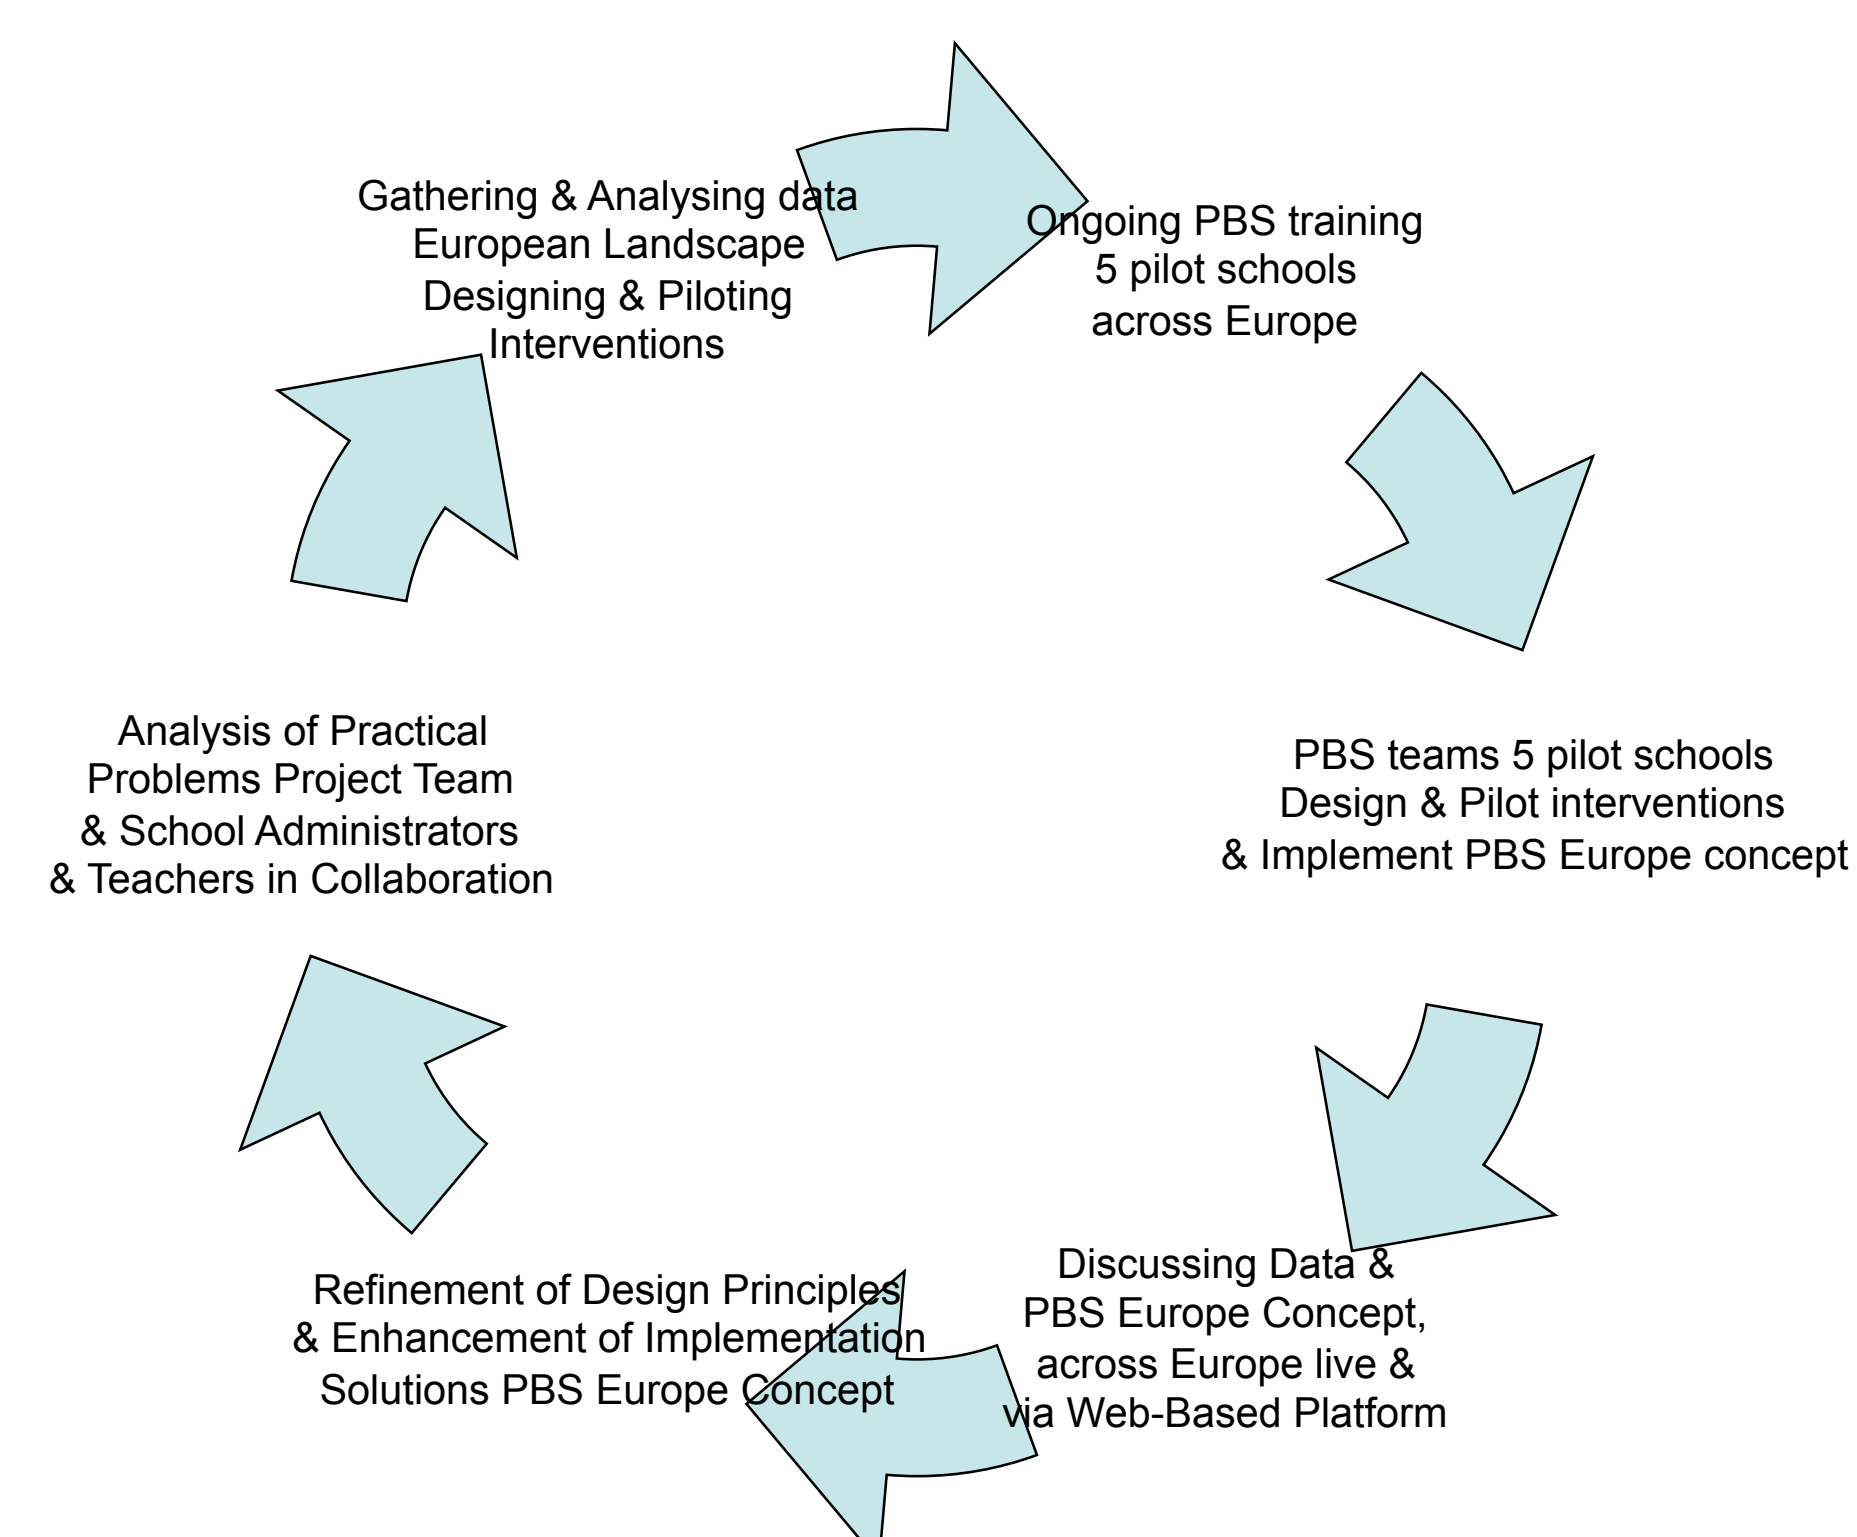 Gathering & Analysing data
European Landscape
Designing & Piloting
Interventions
Ongoing PBS training
5 pilot schools
across Europe
PBS teams 5 pilot schools
Design & Pilot interventions
& Implement PBS Europe concept
Discussing Data &
PBS Europe Concept,
across Europe live &
via Web-Based Platform
Refinement of Design Principles
& Enhancement of Implementation
Solutions PBS Europe Concept
Analysis of Practical
Problems Project Team
& School Administrators
& Teachers in Collaboration